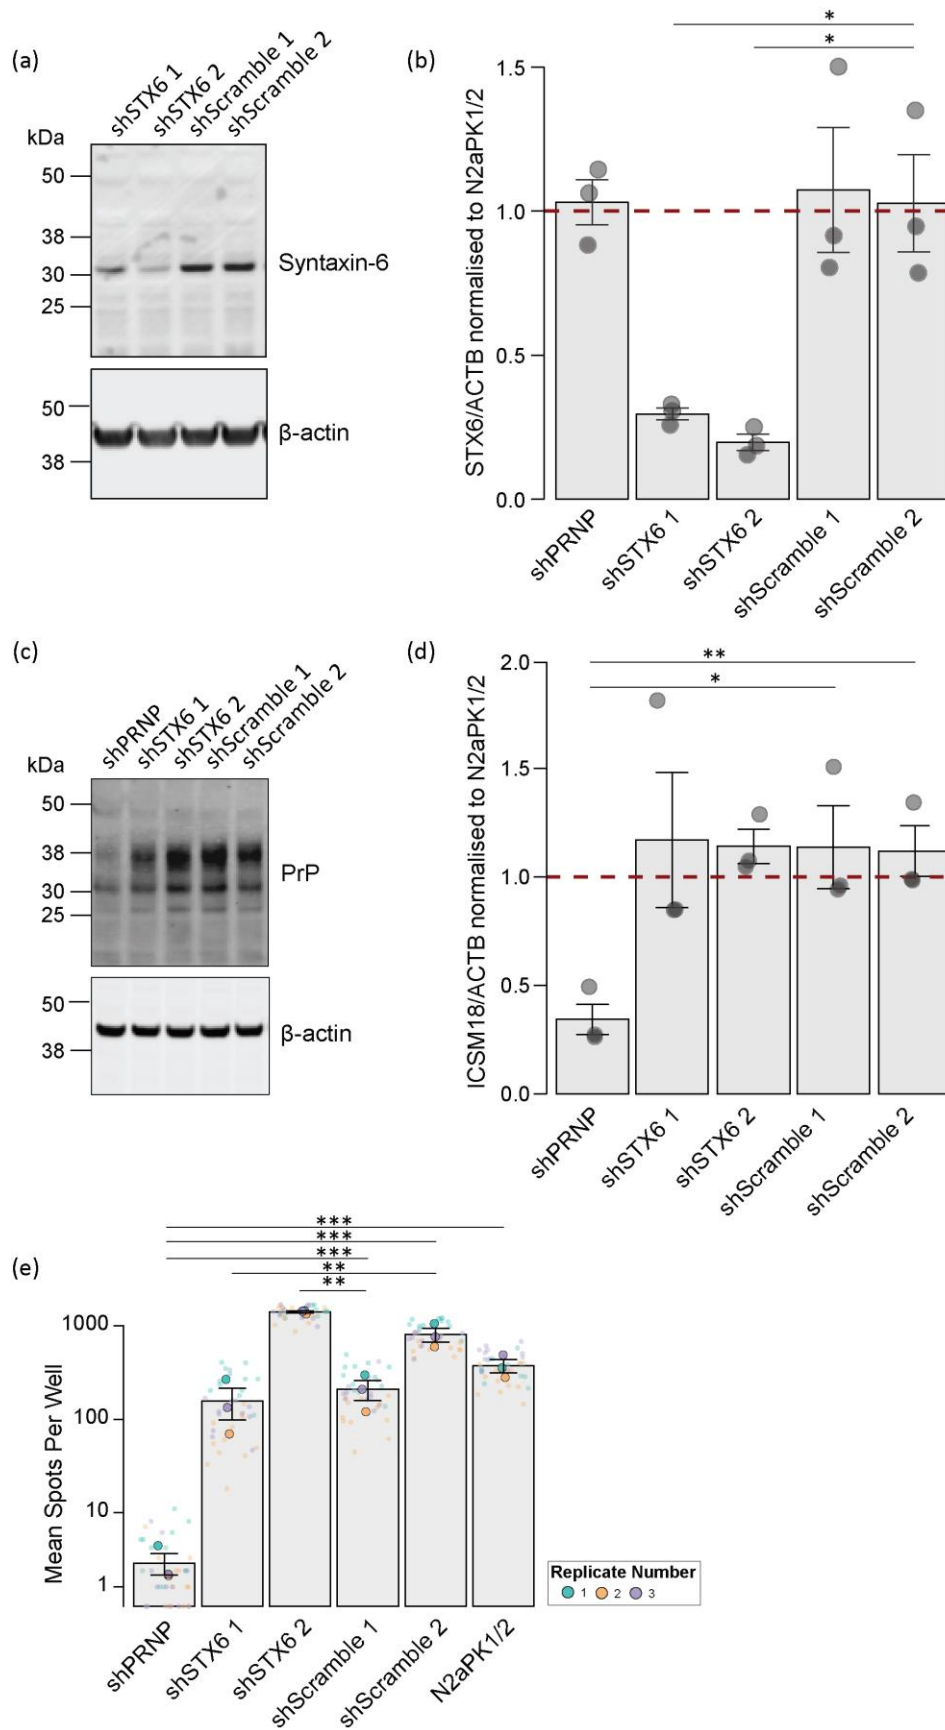 (a)
shSTX6 1
shSTX6 2
shScramble 1
shScramble 2
kDa
50
38
30
25
Syntaxin-6
50
38
β-actin
(b)
*
*
STX6/ACTB normalised to N2aPK1/2
1.5
1.0
0.5
0.0
shPRNP
shSTX6 1
shSTX6 2
shScramble 1
shScramble 2
(c)
shPRNP
shSTX6 1
shSTX6 2
shScramble 1
shScramble 2
kDa
50
38
30
25
PrP
50
38
β-actin
(d)
**
*
ICSM18/ACTB normalised to N2aPK1/2
2.0
1.5
1.0
0.5
0.0
shPRNP
shSTX6 1
shSTX6 2
shScramble 1
shScramble 2
(e)
***
***
***
**
**
Mean Spots Per Well
1000
100
10
1
shPRNP
shSTX6 1
shSTX6 2
shScramble 1
shScramble 2
N2aPK1/2
Replicate Number
1 2 3